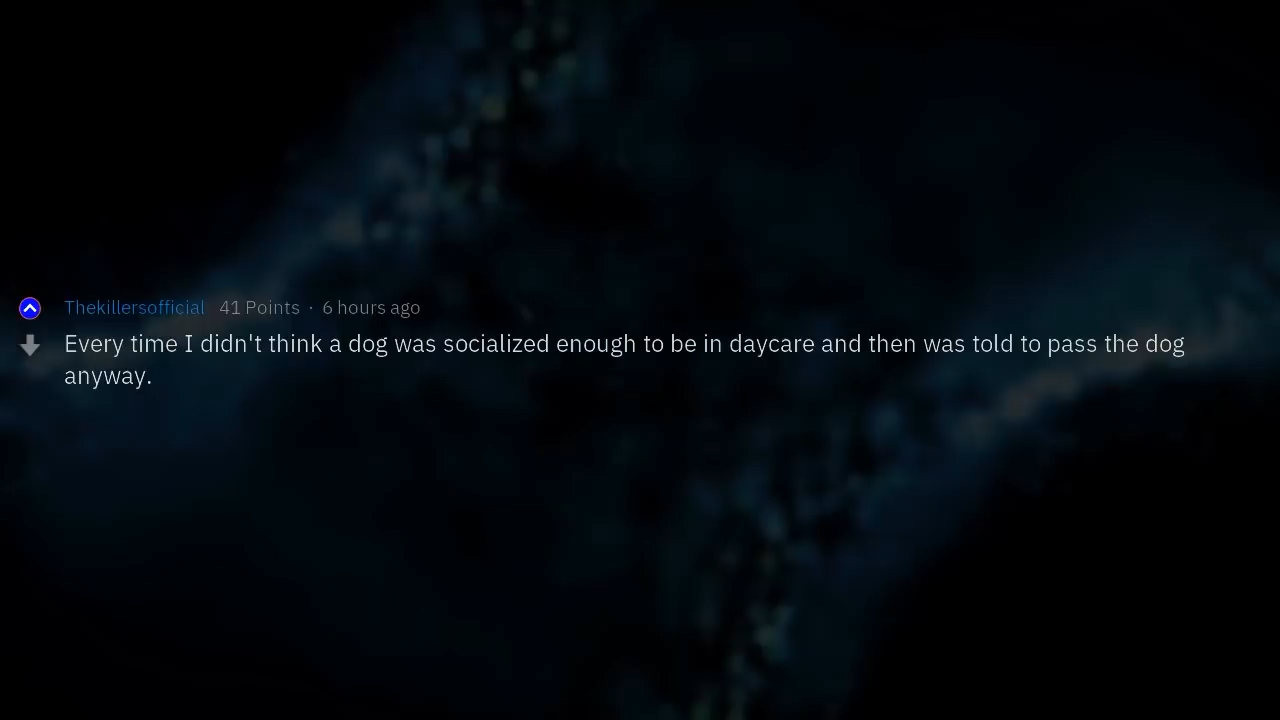 Thekillersofficial 41 Points · 6 hours ago
Every time I didn't think a dog was socialized enough to be in daycare and then was told to pass the dog
anyway.